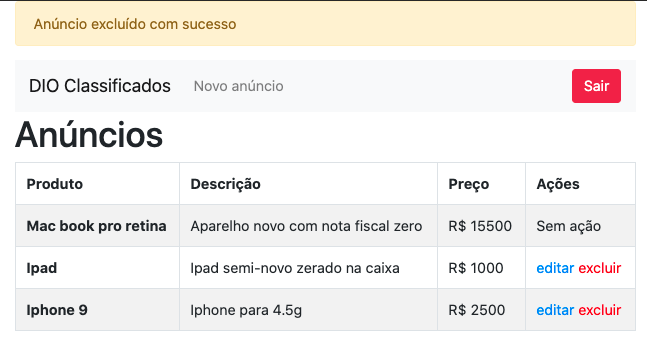 Anúncio excluído com sucesso
DIO Classificados Novo anúncio Sair
Anúncios
Produto Descrição Preço Ações
Mac book pro retina Aparelho novo com nota fiscal zero R$ 15500 Sem ação
Ipad Ipad semi-novo zerado na caixa R$ 1000 editar excluir
Iphone 9 Iphone para 4.5g R$ 2500 editar excluir